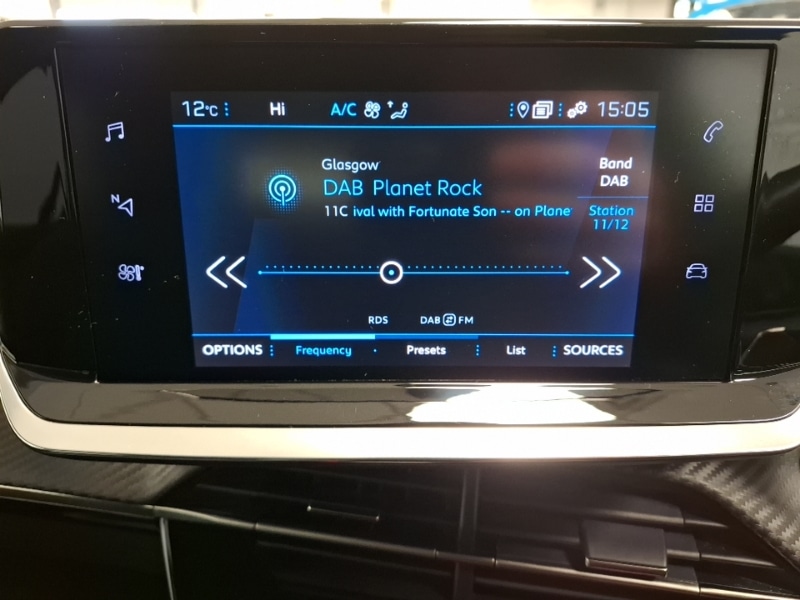 12°C Hi A/C 15:05
N
Glasgow
DAB Planet Rock
11C ival with Fortunate Son -- on Plane
Band
DAB
Station
11/12
RDS DAB FM
OPTIONS Frequency Presets List SOURCES